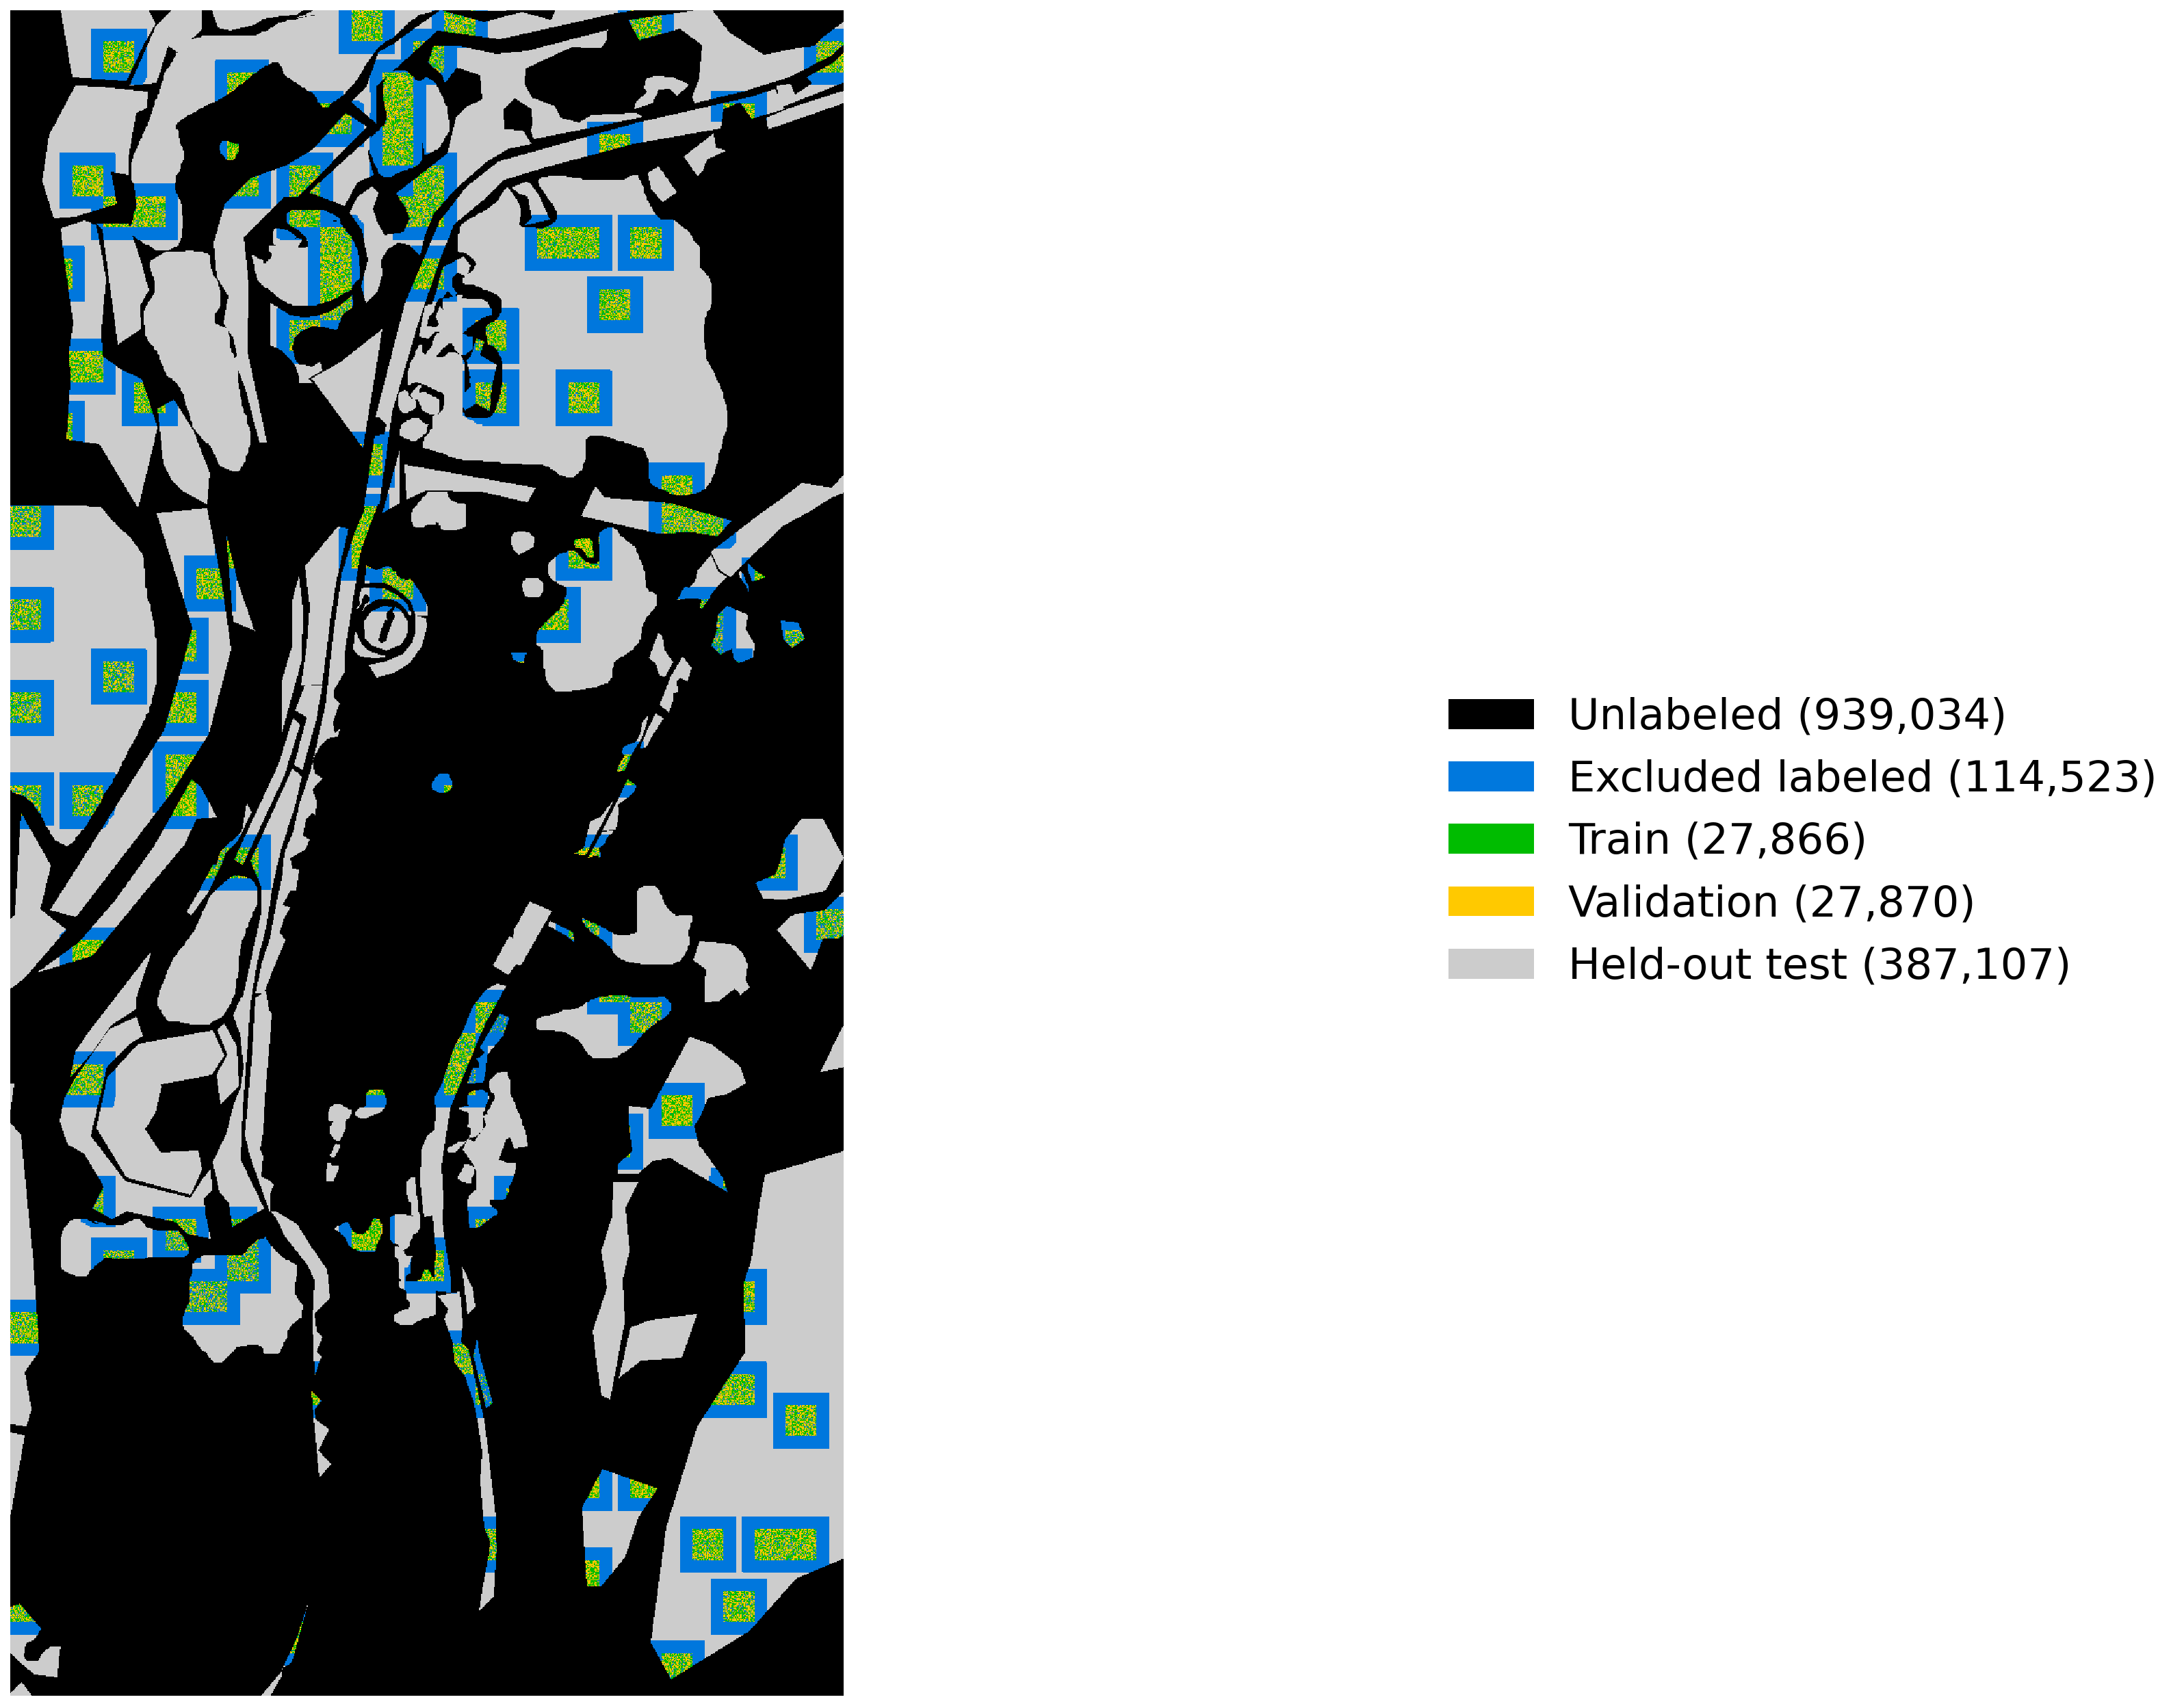 Unlabeled (939,034)
Excluded labeled (114,523)
Train (27,866)
Validation (27,870)
Held-out test (387,107)